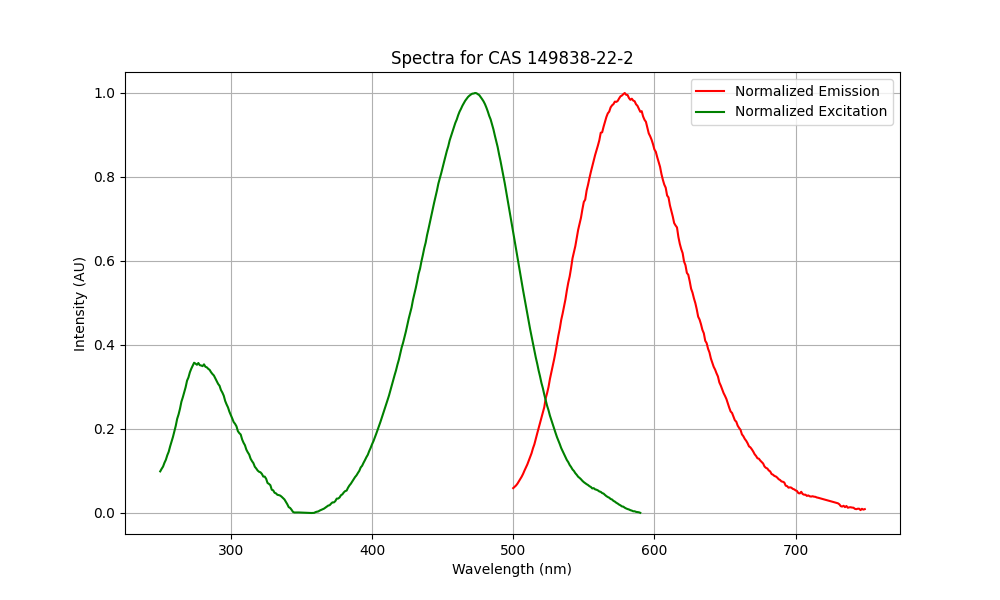 Spectra for CAS 149838-22-2
Normalized Emission
Normalized Excitation
Intensity (AU)
1.0
0.8
0.6
0.4
0.2
0.0
300 400 500 600 700
Wavelength (nm)